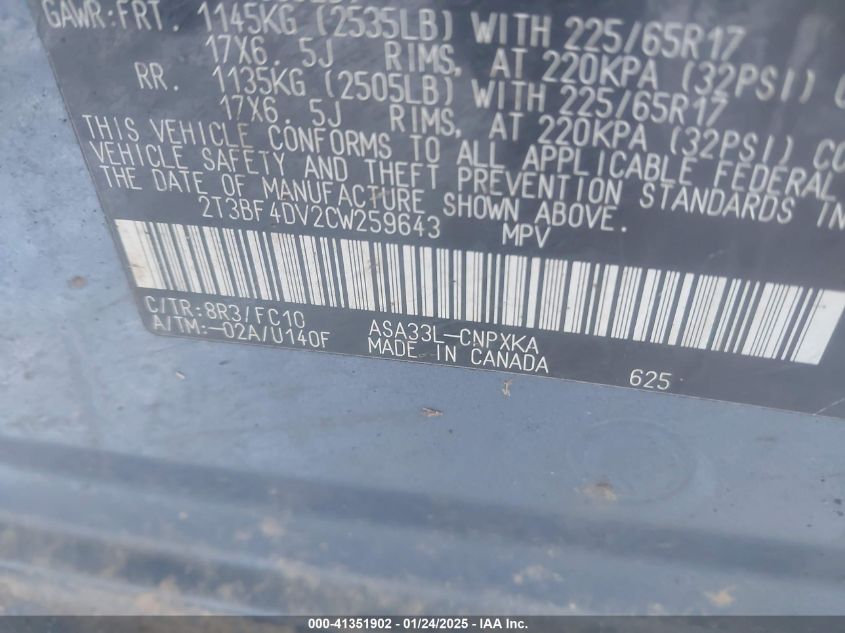 GAWR:FRT. 1145KG (2535LB) WITH 225/65R17
17X6. 5J RIMS, AT 220KPA (32PSI)
RR. 1135KG (2505LB) WITH 225/65R17
17X6. 5J RIMS, AT 220KPA (32PSI) CO
THIS VEHICLE CONFORMS TO ALL APPLICABLE FEDERAL
VEHICLE SAFETY AND THEFT PREVENTION STANDARDS IN
THE DATE OF MANUFACTURE SHOWN ABOVE.
2T3BF4DV2CW259643 MPV
C/TR:8R3/FC10 ASA33L-CNPXKA
A/TM:-02A/U140F MADE IN CANADA
625
000-41351902 - 01/24/2025 - IAA Inc.